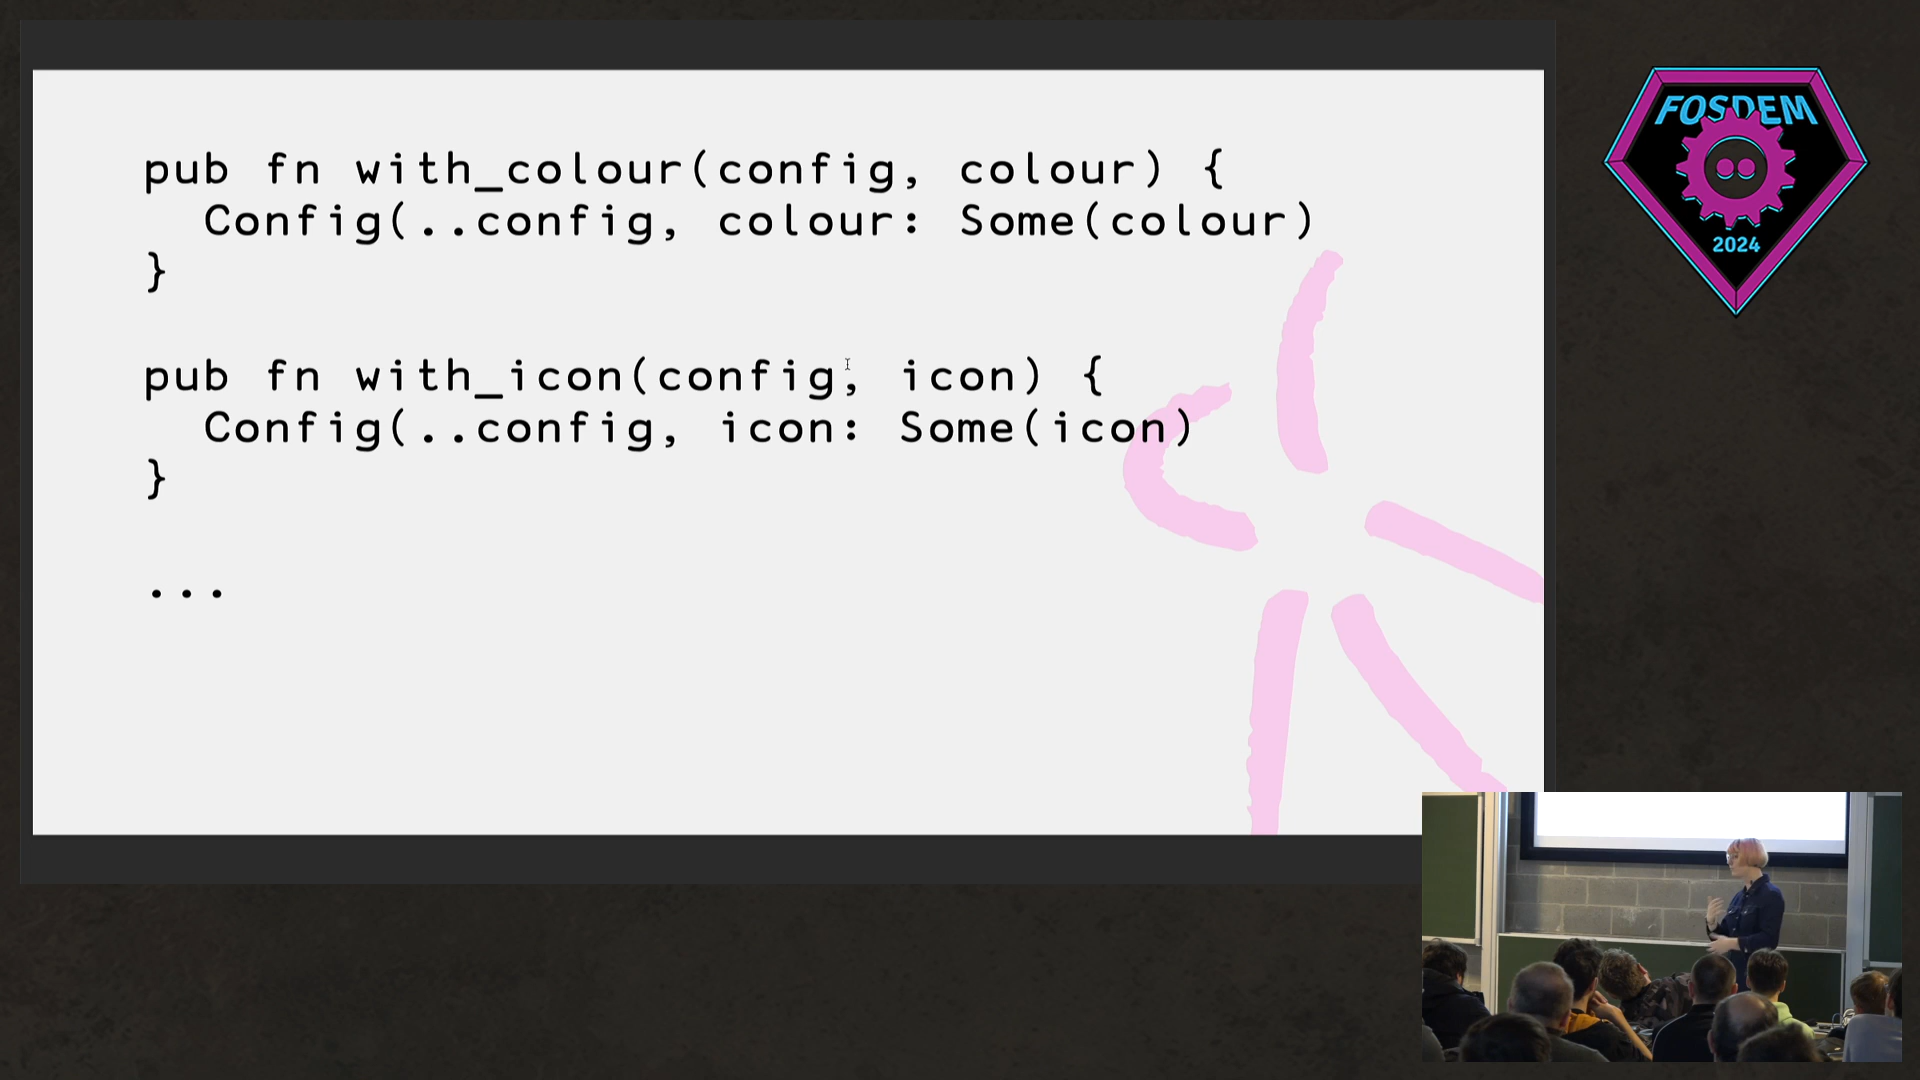 pub fn with_colour(config, colour) {
  Config(..config, colour: Some(colour)
}
pub fn with_icon(config, icon) {
  Config(..config, icon: Some(icon)
}
...
FOSDEM
2024